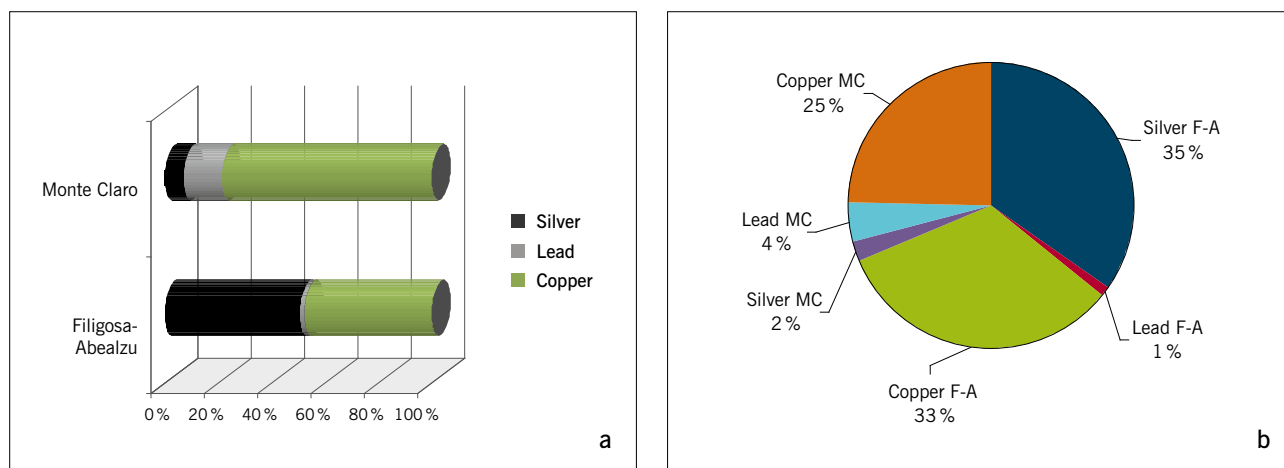 Monte Claro
Filigosa-
Abealzu
0 %
20 %
40 %
60 %
80 %
100 %
Silver
Lead
Copper
a
Copper MC
25 %
Silver F-A
35 %
Lead MC
4 %
Silver MC
2 %
Lead F-A
1 %
Copper F-A
33 %
b